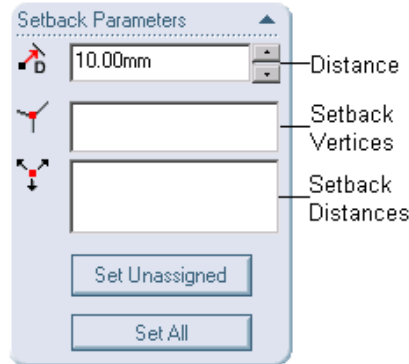 Setback Parameters
D
10.00mm
Distance
Setback
Vertices
Setback
Distances
Set Unassigned
Set All